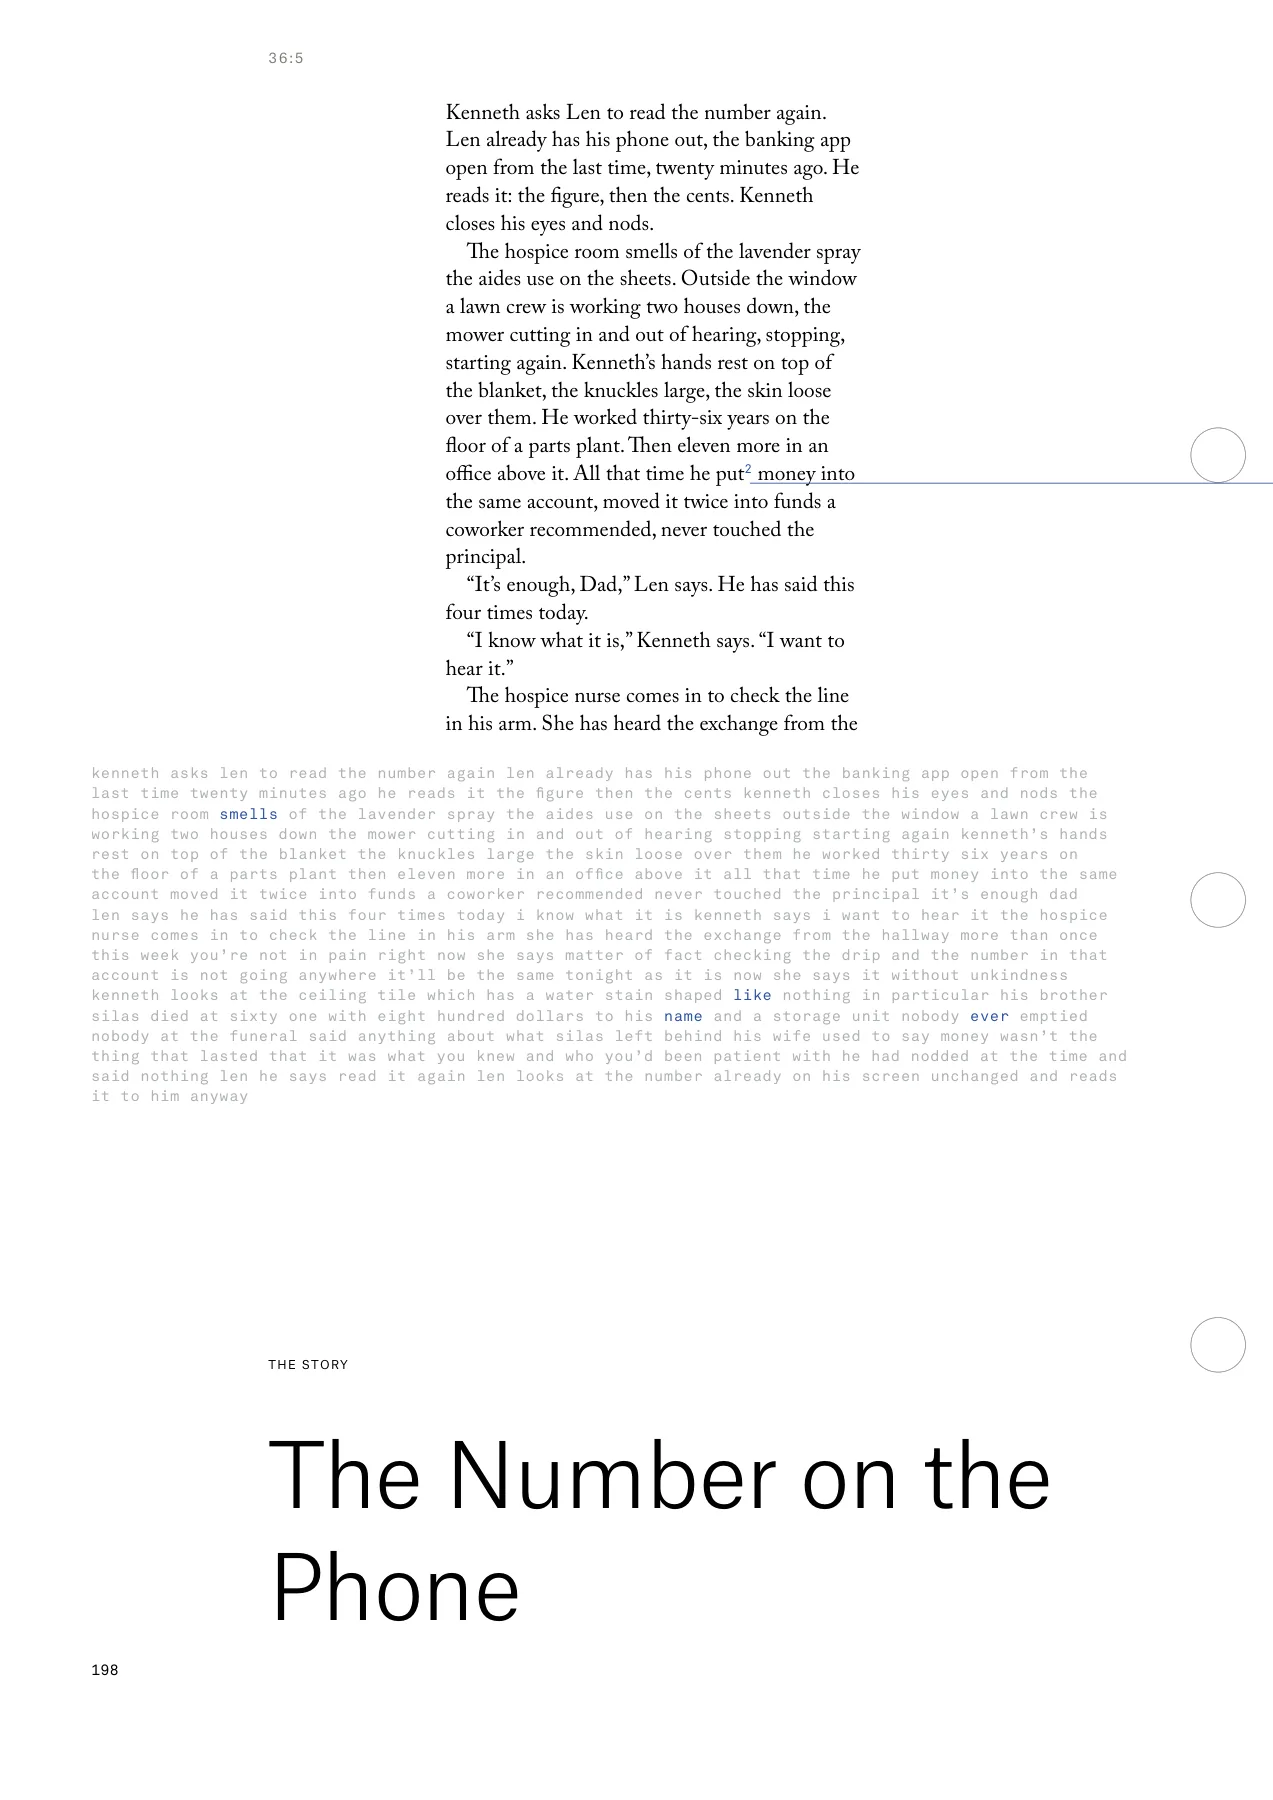 36:5
Kenneth asks Len to read the number again.
Len already has his phone out, the banking app
open from the last time, twenty minutes ago. He
reads it: the figure, then the cents. Kenneth
closes his eyes and nods.
The hospice room smells of the lavender spray
the aides use on the sheets. Outside the window
a lawn crew is working two houses down, the
mower cutting in and out of hearing, stopping,
starting again. Kenneth’s hands rest on top of
the blanket, the knuckles large, the skin loose
over them. He worked thirty-six years on the
floor of a parts plant. Then eleven more in an
office above it. All that time he put2 money into
the same account, moved it twice into funds a
coworker recommended, never touched the
principal.
“It’s enough, Dad,” Len says. He has said this
four times today.
“I know what it is,” Kenneth says. “I want to
hear it.”
The hospice nurse comes in to check the line
in his arm. She has heard the exchange from the
kenneth asks len to read the number again len already has his phone out the banking app open from the
last time twenty minutes ago he reads it the figure then the cents kenneth closes his eyes and nods the
hospice room smells of the lavender spray the aides use on the sheets outside the window a lawn crew is
working two houses down the mower cutting in and out of hearing stopping starting again kenneth’s hands
rest on top of the blanket the knuckles large the skin loose over them he worked thirty six years on
the floor of a parts plant then eleven more in an office above it all that time he put money into the same
account moved it twice into funds a coworker recommended never touched the principal it’s enough dad
len says he has said this four times today i know what it is kenneth says i want to hear it the hospice
nurse comes in to check the line in his arm she has heard the exchange from the hallway more than once
this week you’re not in pain right now she says matter of fact checking the drip and the number in that
account is not going anywhere it’ll be the same tonight as it is now she says it without unkindness
kenneth looks at the ceiling tile which has a water stain shaped like nothing in particular his brother
silas died at sixty one with eight hundred dollars to his name and a storage unit nobody ever emptied
nobody at the funeral said anything about what silas left behind his wife used to say money wasn’t the
thing that lasted that it was what you knew and who you’d been patient with he had nodded at the time and
said nothing len he says read it again len looks at the number already on his screen unchanged and reads
it to him anyway
THE STORY
The Number on the
Phone
198